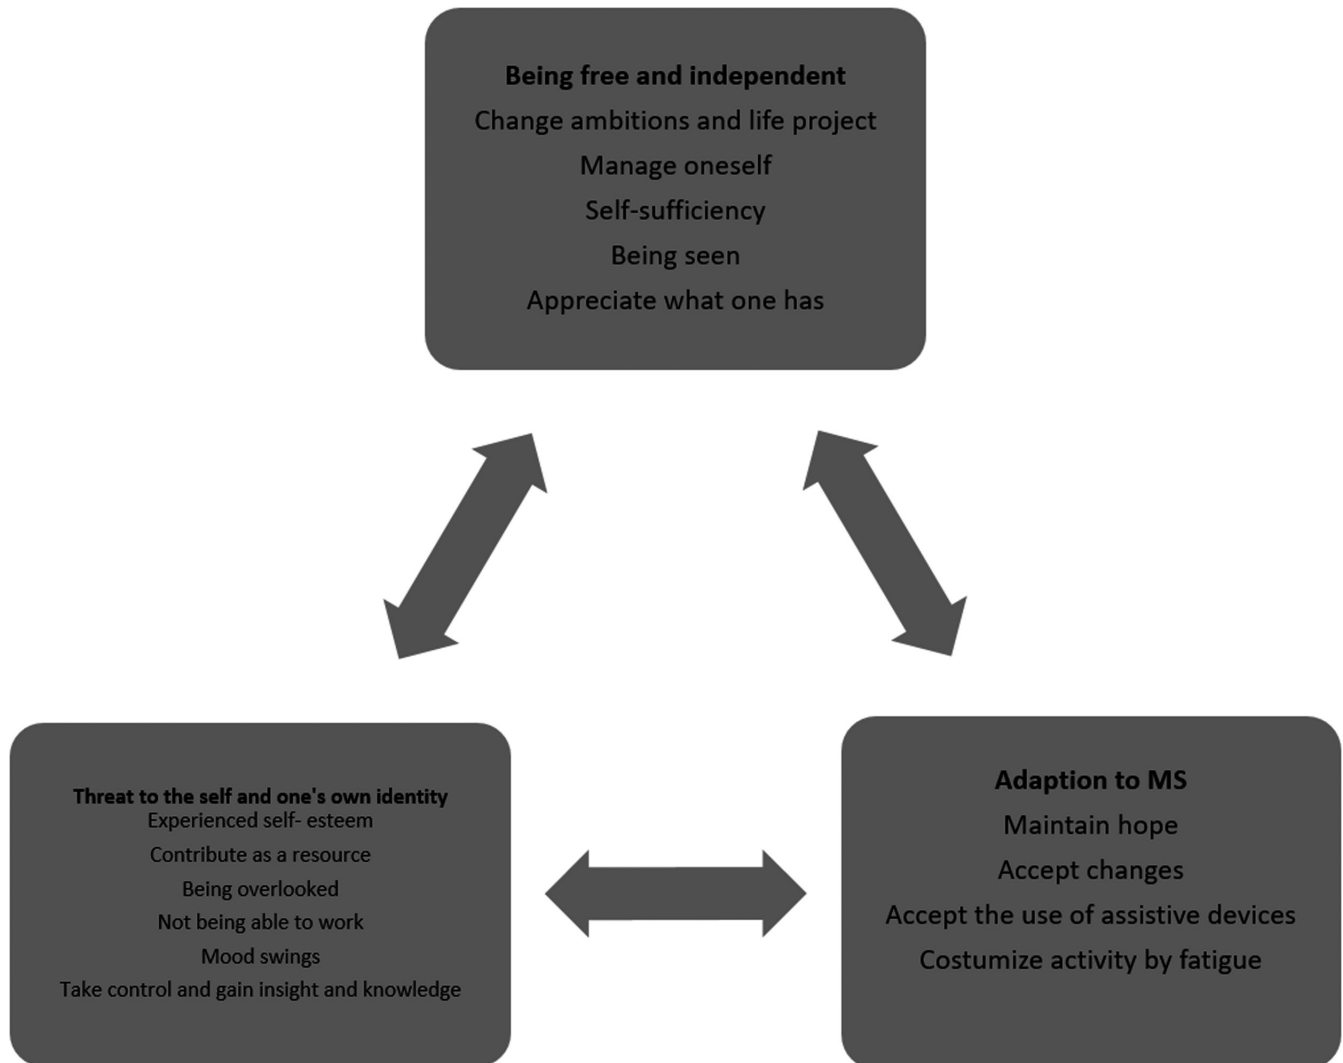 Being free and independent
Change ambitions and life project
Manage oneself
Self-sufficiency
Being seen
Appreciate what one has
Threat to the self and one's own identity
Experienced self- esteem
Contribute as a resource
Being overlooked
Not being able to work
Mood swings
Take control and gain insight and knowledge
Adaption to MS
Maintain hope
Accept changes
Accept the use of assistive devices
Costumize activity by fatigue